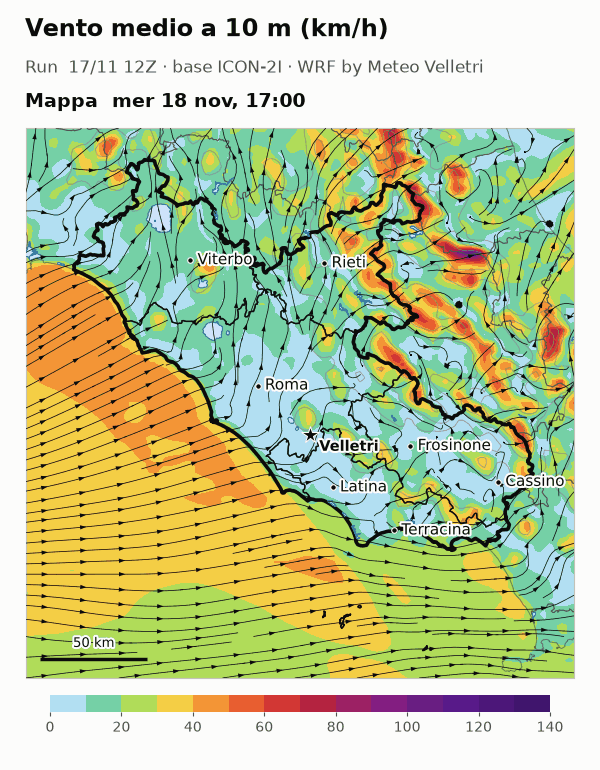 Vento medio a 10 m (km/h)
Run  17/11 12Z · base ICON-2I · WRF by Meteo Velletri
Mappa  mer 18 nov, 17:00
Viterbo
Rieti
Roma
Velletri
Frosinone
Latina
Cassino
Terracina
50 km
0 20 40 60 80 100 120 140